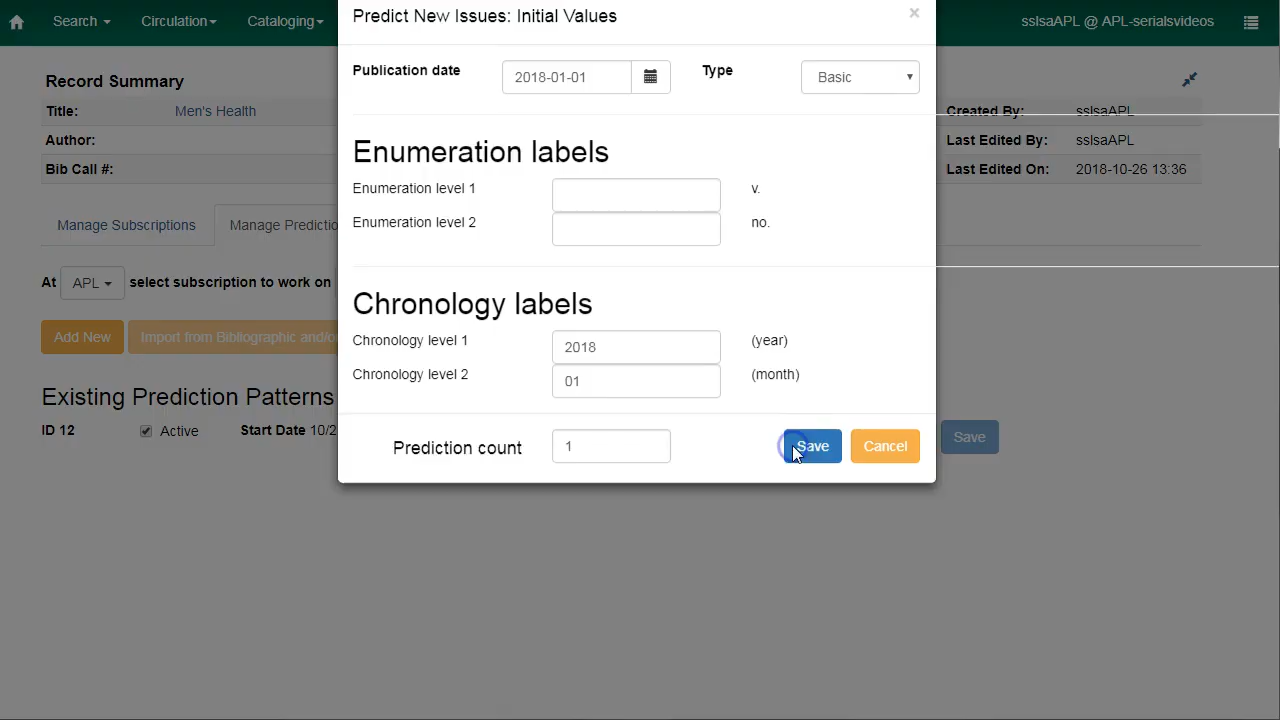 Search Circulation Cataloging sslsaAPL @ APL-serialsvideos
Predict New Issues: Initial Values ×
Publication date 2018-01-01 Type Basic
Record Summary
Title: Men's Health Created By: sslsaAPL
Author: Last Edited By: sslsaAPL
Bib Call #: Last Edited On: 2018-10-26 13:36
Enumeration labels
Enumeration level 1 v.
Enumeration level 2 no.
Manage Subscriptions Manage Predictio
At APL select subscription to work on
Chronology labels
Chronology level 1 2018 (year)
Chronology level 2 01 (month)
Add New Import from Bibliographic and/o
Existing Prediction Patterns
ID 12 Active Start Date 10/2 Save
Prediction count 1 Save Cancel